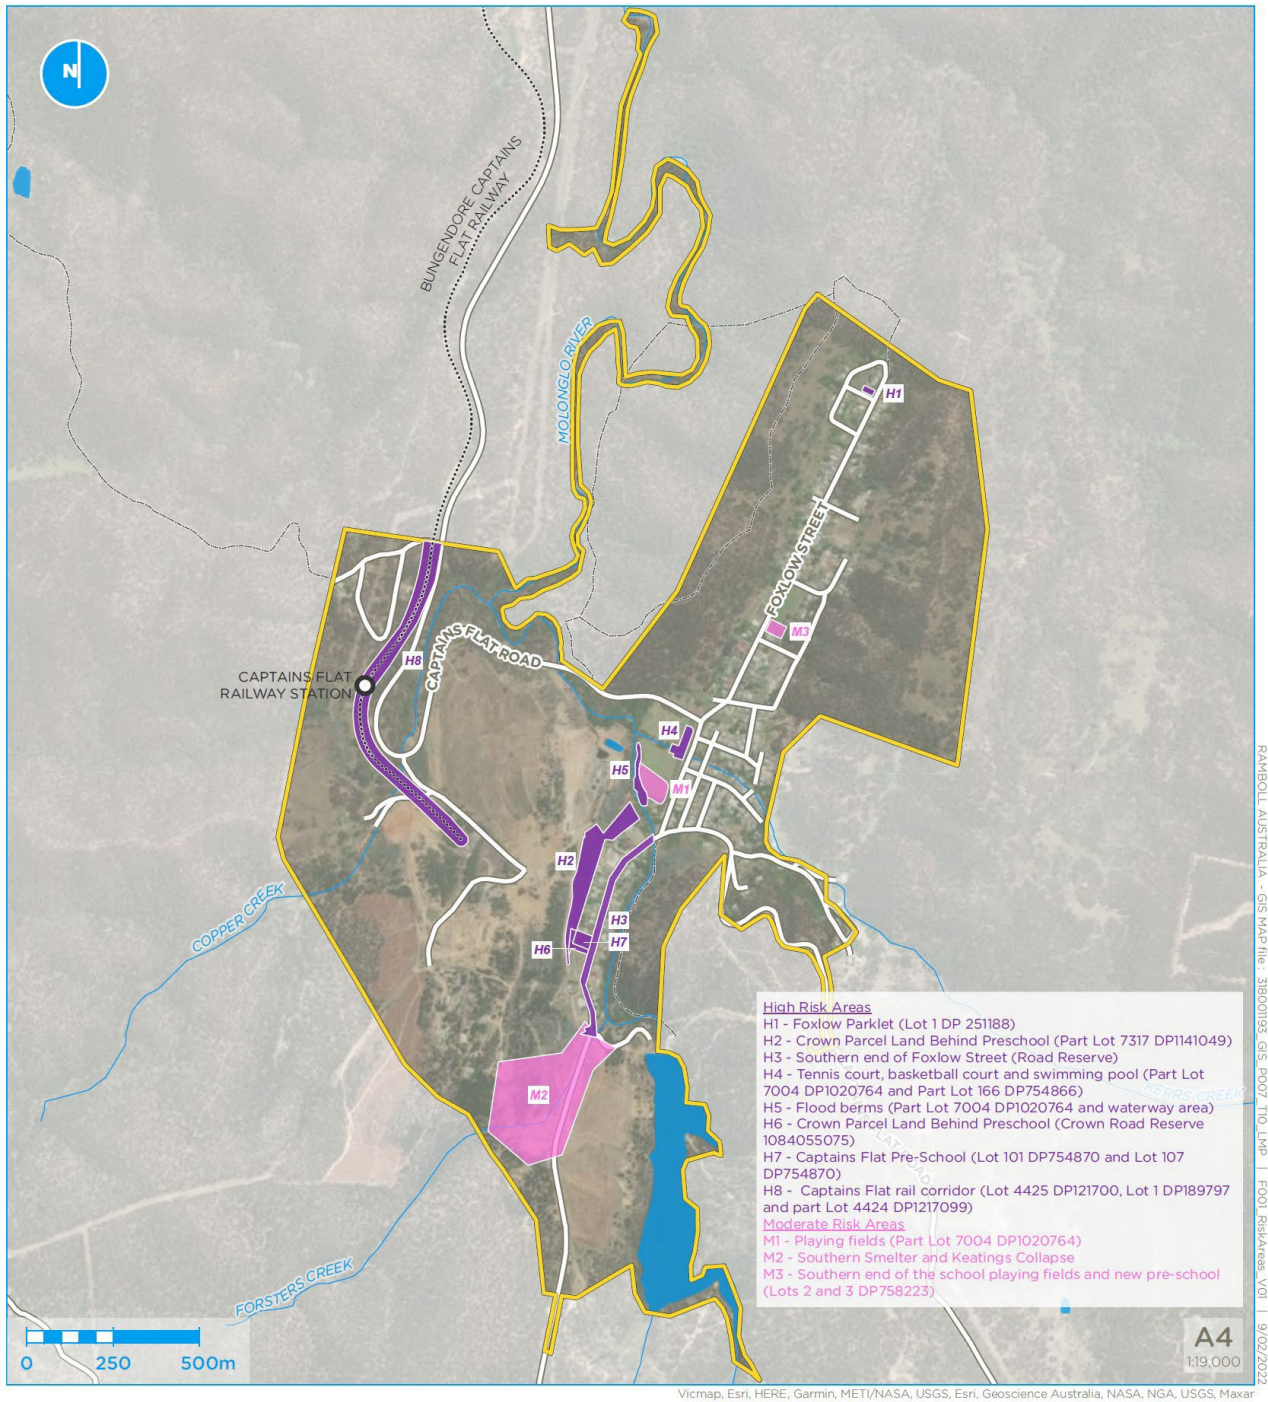 N
BUNGENDORE CAPTAINS
FLAT RAILWAY
MOLONGLO RIVER
H1
FOXLOW STREET
M3
CAPTAINS FLAT ROAD
H8
CAPTAINS FLAT
RAILWAY STATION
H4
H5
M1
H2
H3
H6
H7
COPPER CREEK
M2
FORSTERS CREEK
KERRS CREEK
High Risk Areas
H1 - Foxlow Parklet (Lot 1 DP 251188)
H2 - Crown Parcel Land Behind Preschool (Part Lot 7317 DP1141049)
H3 - Southern end of Foxlow Street (Road Reserve)
H4 - Tennis court, basketball court and swimming pool (Part Lot
7004 DP1020764 and Part Lot 166 DP754866)
H5 - Flood berms (Part Lot 7004 DP1020764 and waterway area)
H6 - Crown Parcel Land Behind Preschool (Crown Road Reserve
1084055075)
H7 - Captains Flat Pre-School (Lot 101 DP754870 and Lot 107
DP754870)
H8 - Captains Flat rail corridor (Lot 4425 DP121700, Lot 1 DP189797
and part Lot 4424 DP1217099)
Moderate Risk Areas
M1 - Playing fields (Part Lot 7004 DP1020764)
M2 - Southern Smelter and Keatings Collapse
M3 - Southern end of the school playing fields and new pre-school
(Lots 2 and 3 DP758223)
0 250 500m
A4
1:19,000
RAMBOLL AUSTRALIA - GIS MAP file : 318001193_GIS_P007_T10_LMP | F001_RiskAreas_V01 | 9/02/2022
Vicmap, Esri, HERE, Garmin, METI/NASA, USGS, Esri, Geoscience Australia, NASA, NGA, USGS, Maxar